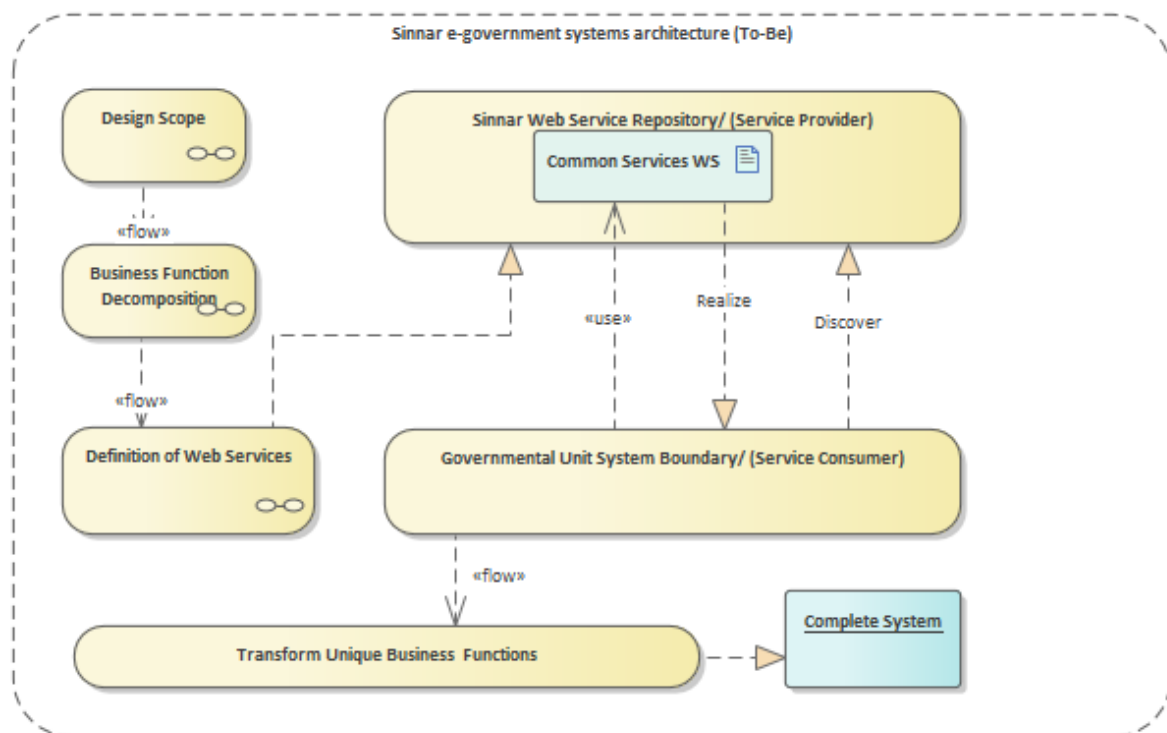 Sinnar e-government systems architecture (To-Be)
Design Scope
«flow»
Business Function
Decomposition
«flow»
Definition of Web Services
Sinnar Web Service Repository/ (Service Provider)
Common Services WS
«use»
Realize
Discover
Governmental Unit System Boundary/ (Service Consumer)
«flow»
Transform Unique Business  Functions
Complete System